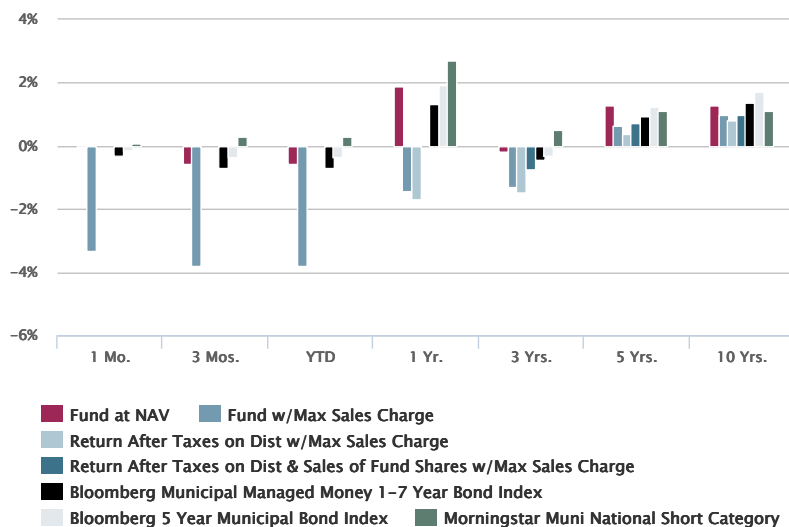 4%
2%
0%
-2%
-4%
-6%
1 Mo. 3 Mos. YTD 1 Yr. 3 Yrs. 5 Yrs. 10 Yrs.
Fund at NAV Fund w/Max Sales Charge
Return After Taxes on Dist w/Max Sales Charge
Return After Taxes on Dist & Sales of Fund Shares w/Max Sales Charge
Bloomberg Municipal Managed Money 1-7 Year Bond Index
Bloomberg 5 Year Municipal Bond Index Morningstar Muni National Short Category